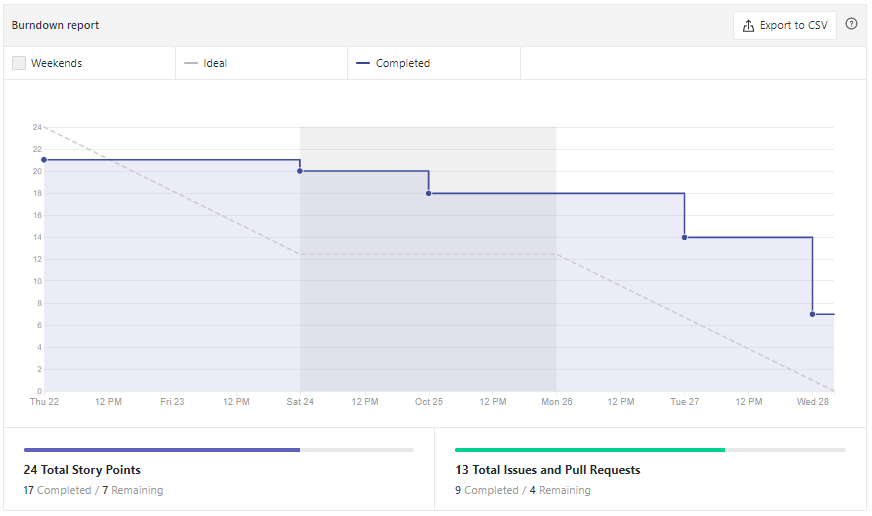 Burndown report
Export to CSV
Weekends
Ideal
Completed
24
22
20
18
16
14
12
10
8
6
4
2
0
Thu 22 12 PM Fri 23 12 PM Sat 24 12 PM Oct 25 12 PM Mon 26 12 PM Tue 27 12 PM Wed 28
24 Total Story Points
17 Completed / 7 Remaining
13 Total Issues and Pull Requests
9 Completed / 4 Remaining